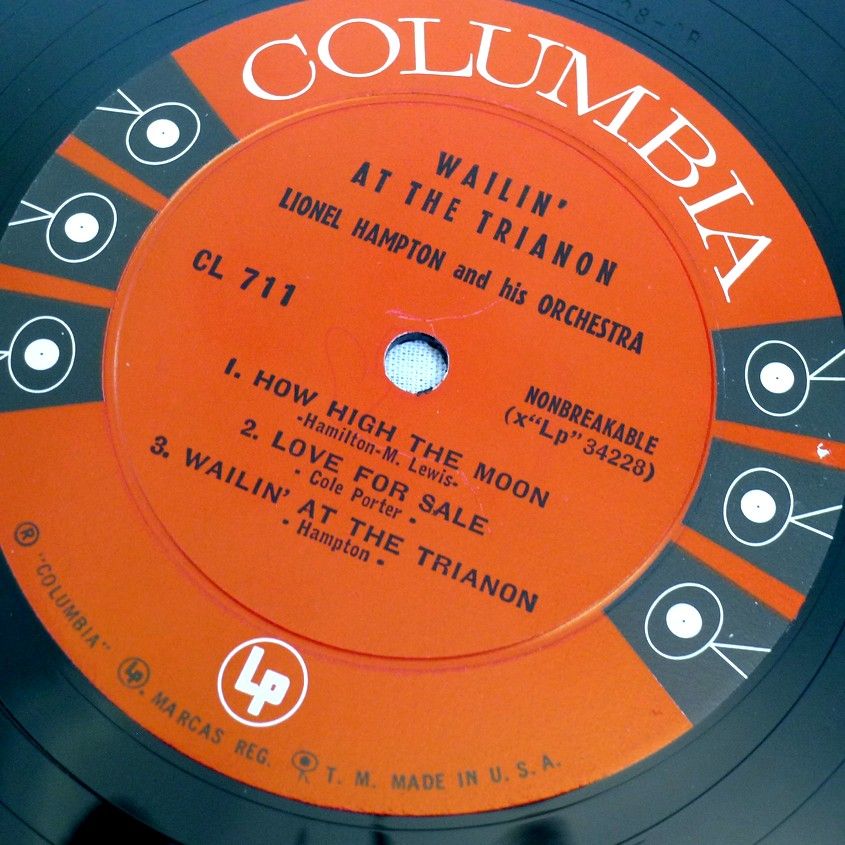 COLUMBIA
WAILIN'
AT THE TRIANON
LIONEL HAMPTON and his ORCHESTRA
CL 711
NONBREAKABLE
(x"Lp" 34228)
1. HOW HIGH THE MOON
-Hamilton-M. Lewis-
2. LOVE FOR SALE
- Cole Porter -
3. WAILIN' AT THE TRIANON
- Hampton -
LP
® "COLUMBIA" LP. MARCAS REG. T. M. MADE IN U. S. A.